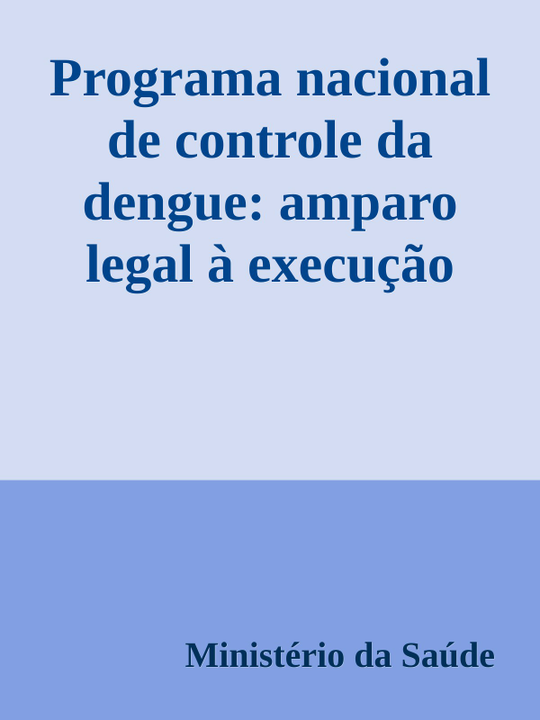 Programa nacional
de controle da
dengue: amparo
legal à execução
Ministério da Saúde